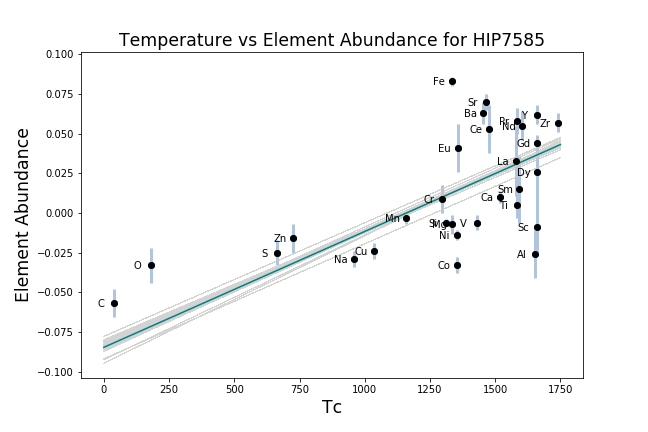 Temperature vs Element Abundance for HIP7585
Element Abundance
0.100
0.075
0.050
0.025
0.000
−0.025
−0.050
−0.075
−0.100
Fe
Sr
Ba
Y
Pr
Nd
Zr
Ce
Eu
Gd
La
Dy
Sm
Ca
Ti
Cr
Mn
Si
Mg
V
Sc
Ni
Zn
S
Cu
Na
Al
Co
O
C
0
250
500
750
1000
1250
1500
1750
Tc